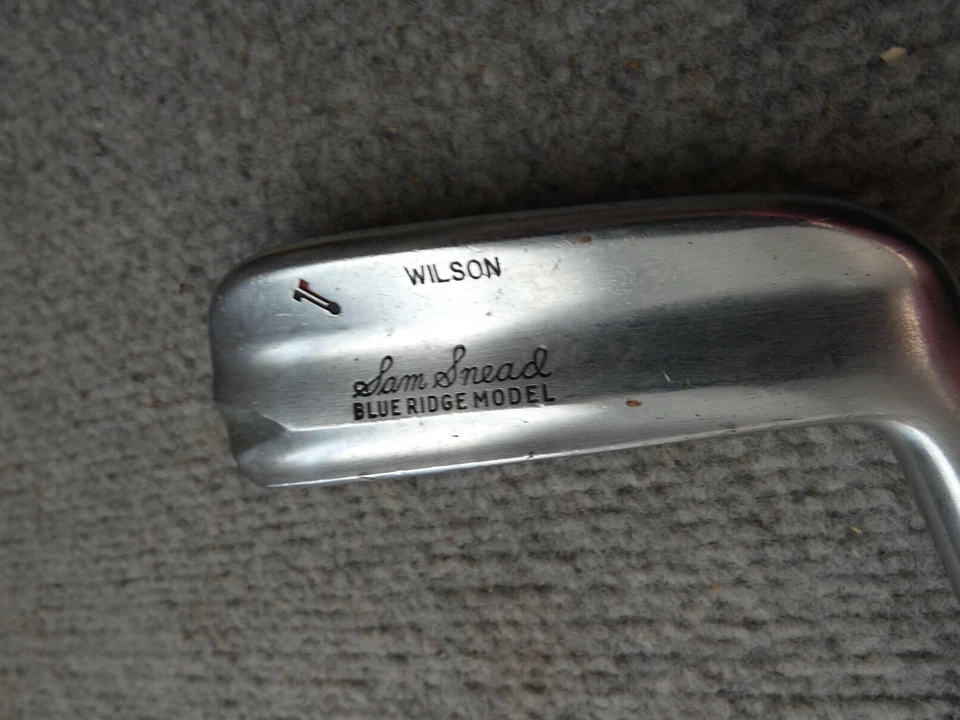 1
WILSON
Sam Snead
BLUE RIDGE MODEL